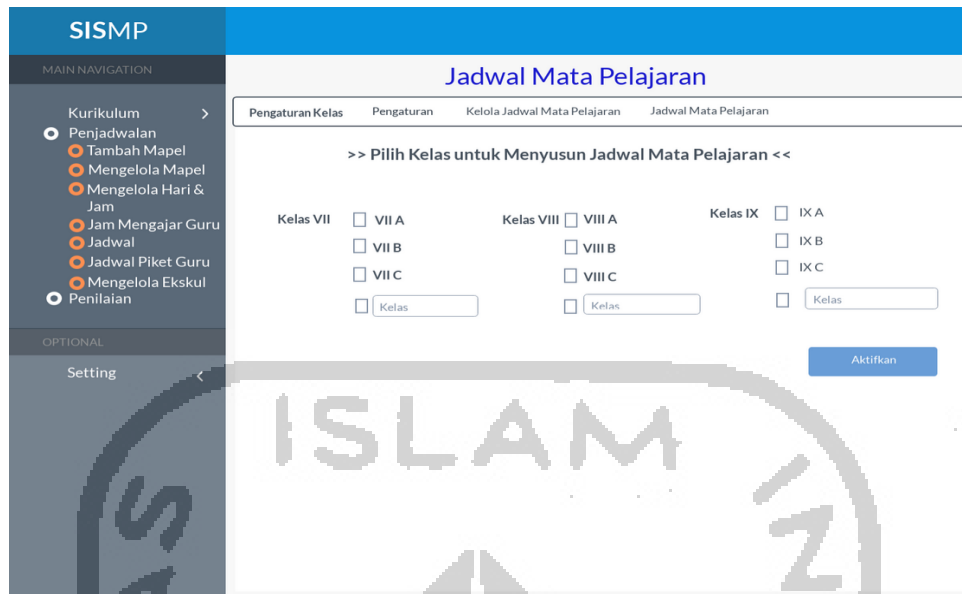 SISMP
MAIN NAVIGATION
Kurikulum
Penjadwalan
Tambah Mapel
Mengelola Mapel
Mengelola Hari &
Jam
Jam Mengajar Guru
Jadwal
Jadwal Piket Guru
Mengelola Ekskul
Penilaian
OPTIONAL
Setting
Jadwal Mata Pelajaran
Pengaturan Kelas Pengaturan Kelola Jadwal Mata Pelajaran Jadwal Mata Pelajaran
>> Pilih Kelas untuk Menyusun Jadwal Mata Pelajaran <<
Kelas VII VII A Kelas VIII VIII A Kelas IX IX A
VII B VIII B IX B
VII C VIII C IX C
Kelas Kelas Kelas
Aktifkan
ISLAM